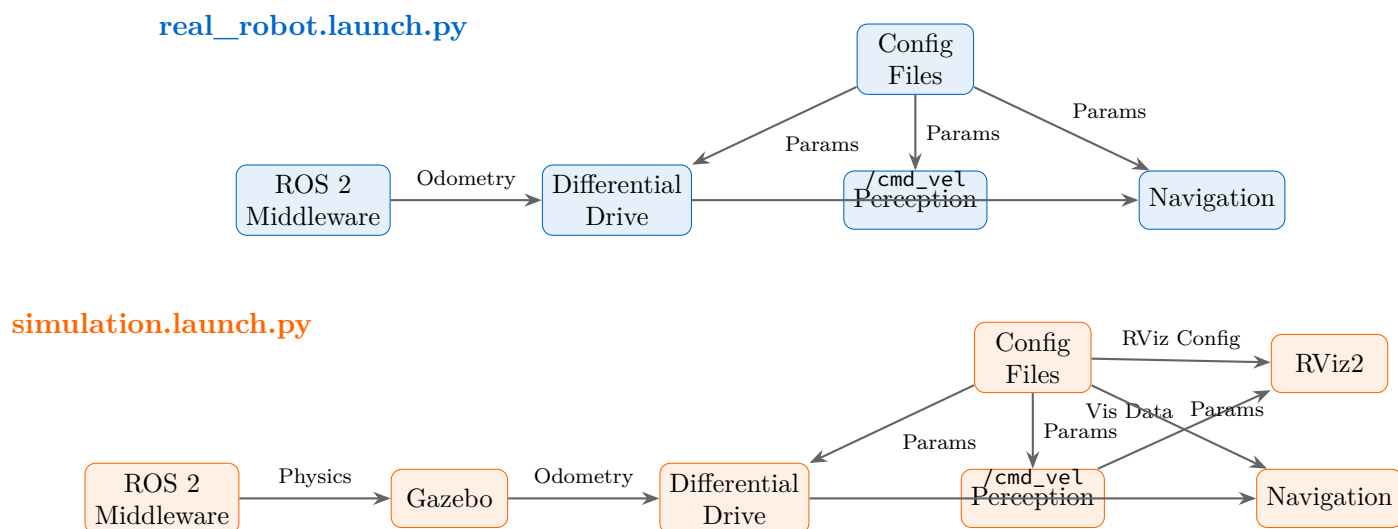 real_robot.launch.py
Config
Files
Params
Params
Params
ROS 2
Middleware
Odometry
Differential
Drive
/cmd_vel
Perception
Navigation
simulation.launch.py
Config
Files
RViz Config
RViz2
Vis Data
Params
Params
Params
ROS 2
Middleware
Physics
Gazebo
Odometry
Differential
Drive
/cmd_vel
Perception
Navigation